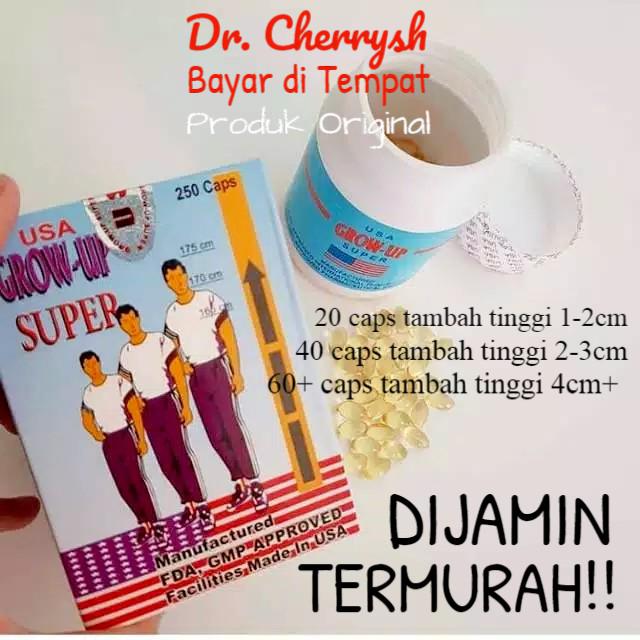 Dr. Cherrysh
Bayar di Tempat
Produk Original
250 Caps
USA
GROW-UP
SUPER
175 cm
170 cm
USA
GROW-UP
SUPER
20 caps tambah tinggi 1-2cm
40 caps tambah tinggi 2-3cm
60+ caps tambah tinggi 4cm+
Manufactured
FDA, GMP APPROVED
Facilities Made In USA
DIJAMIN
TERMURAH!!